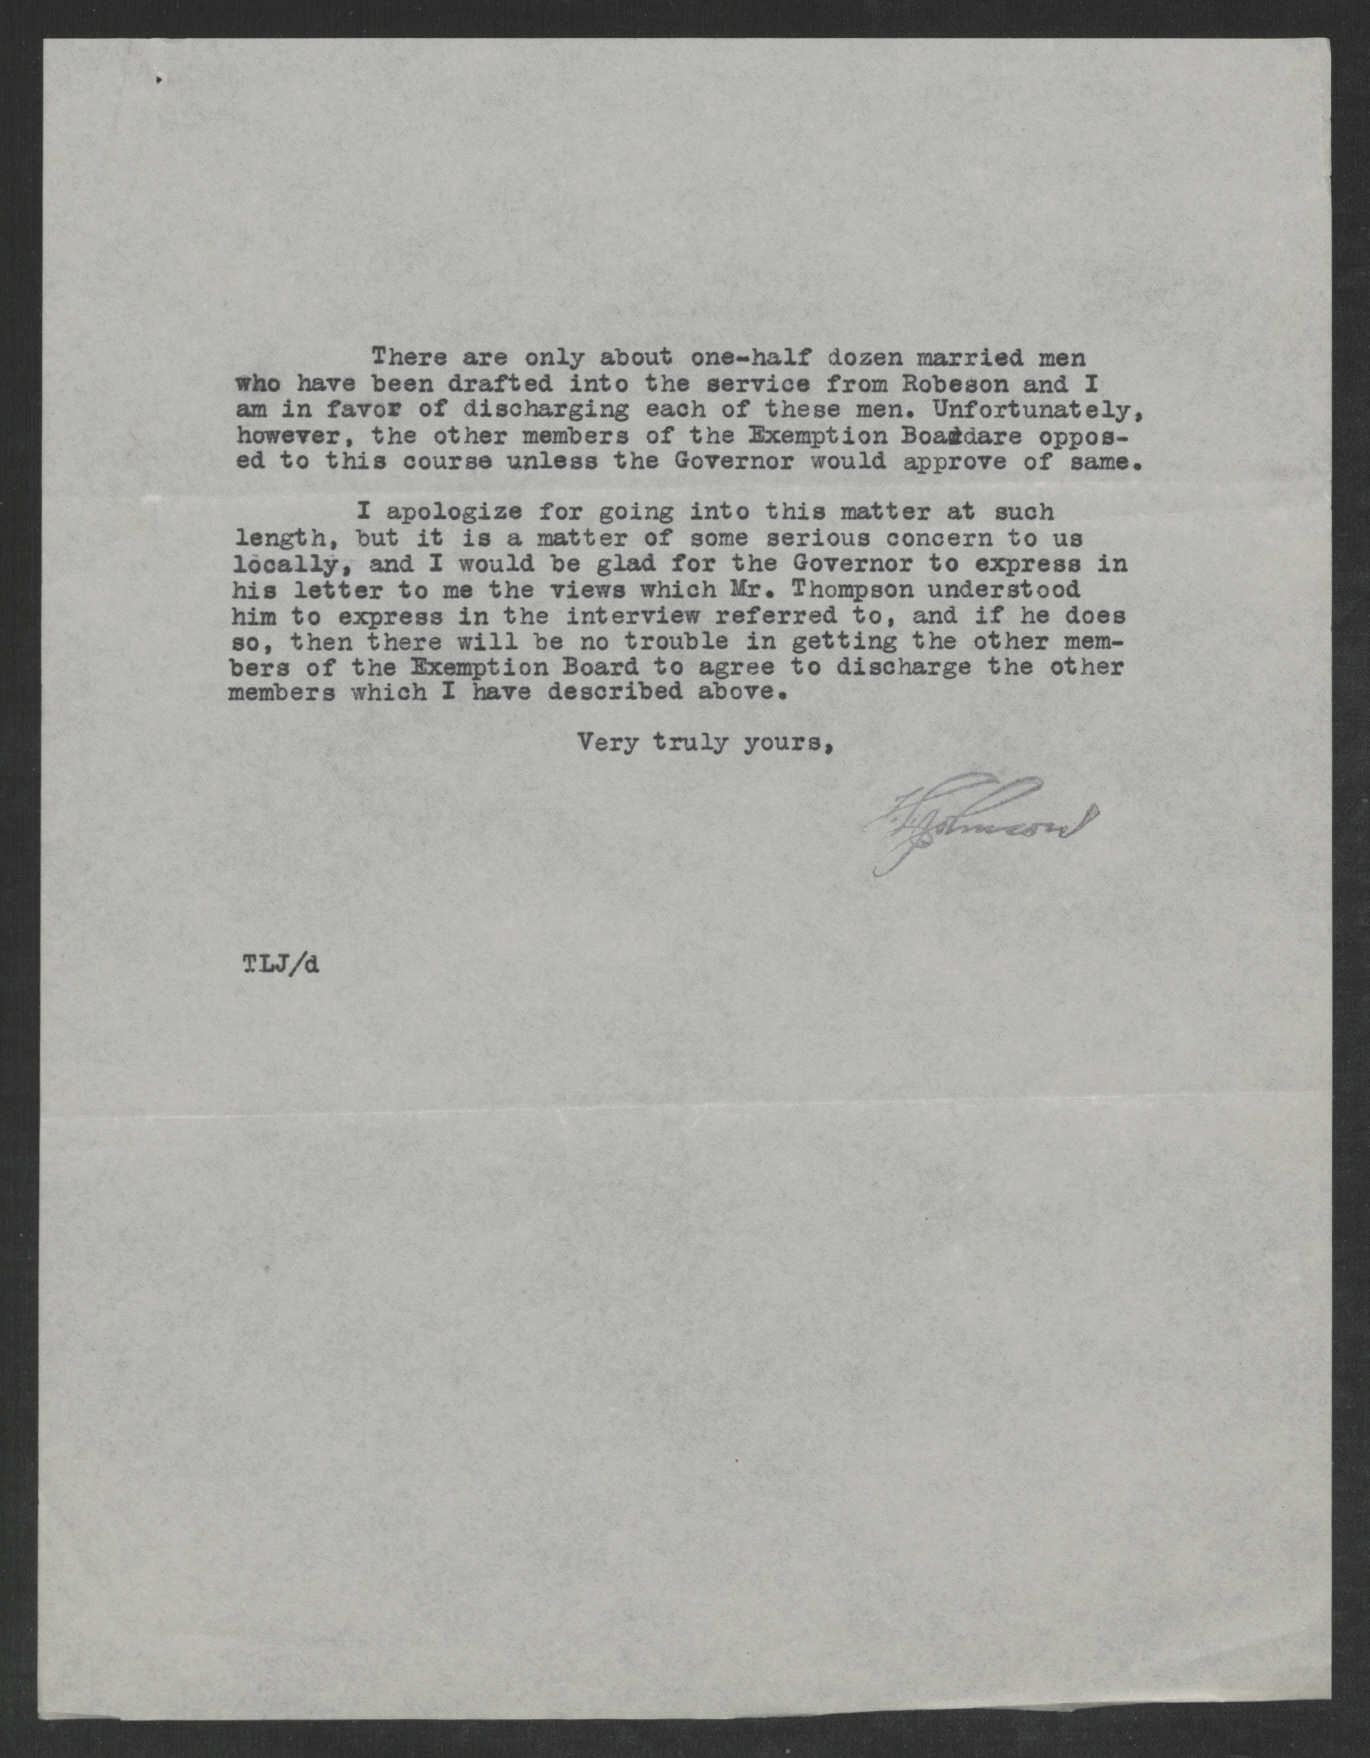 There are only about one-half dozen married men
who have been drafted into the service from Robeson and I
am in favor of discharging each of these men. Unfortunately,
however, the other members of the Exemption Boardare oppos-
ed to this course unless the Governor would approve of same.
I apologize for going into this matter at such
length, but it is a matter of some serious concern to us
locally, and I would be glad for the Governor to express in
his letter to me the views which Mr. Thompson understood
him to express in the interview referred to, and if he does
so, then there will be no trouble in getting the other mem-
bers of the Exemption Board to agree to discharge the other
members which I have described above.
Very truly yours,
T.L.Johnson
TLJ/d